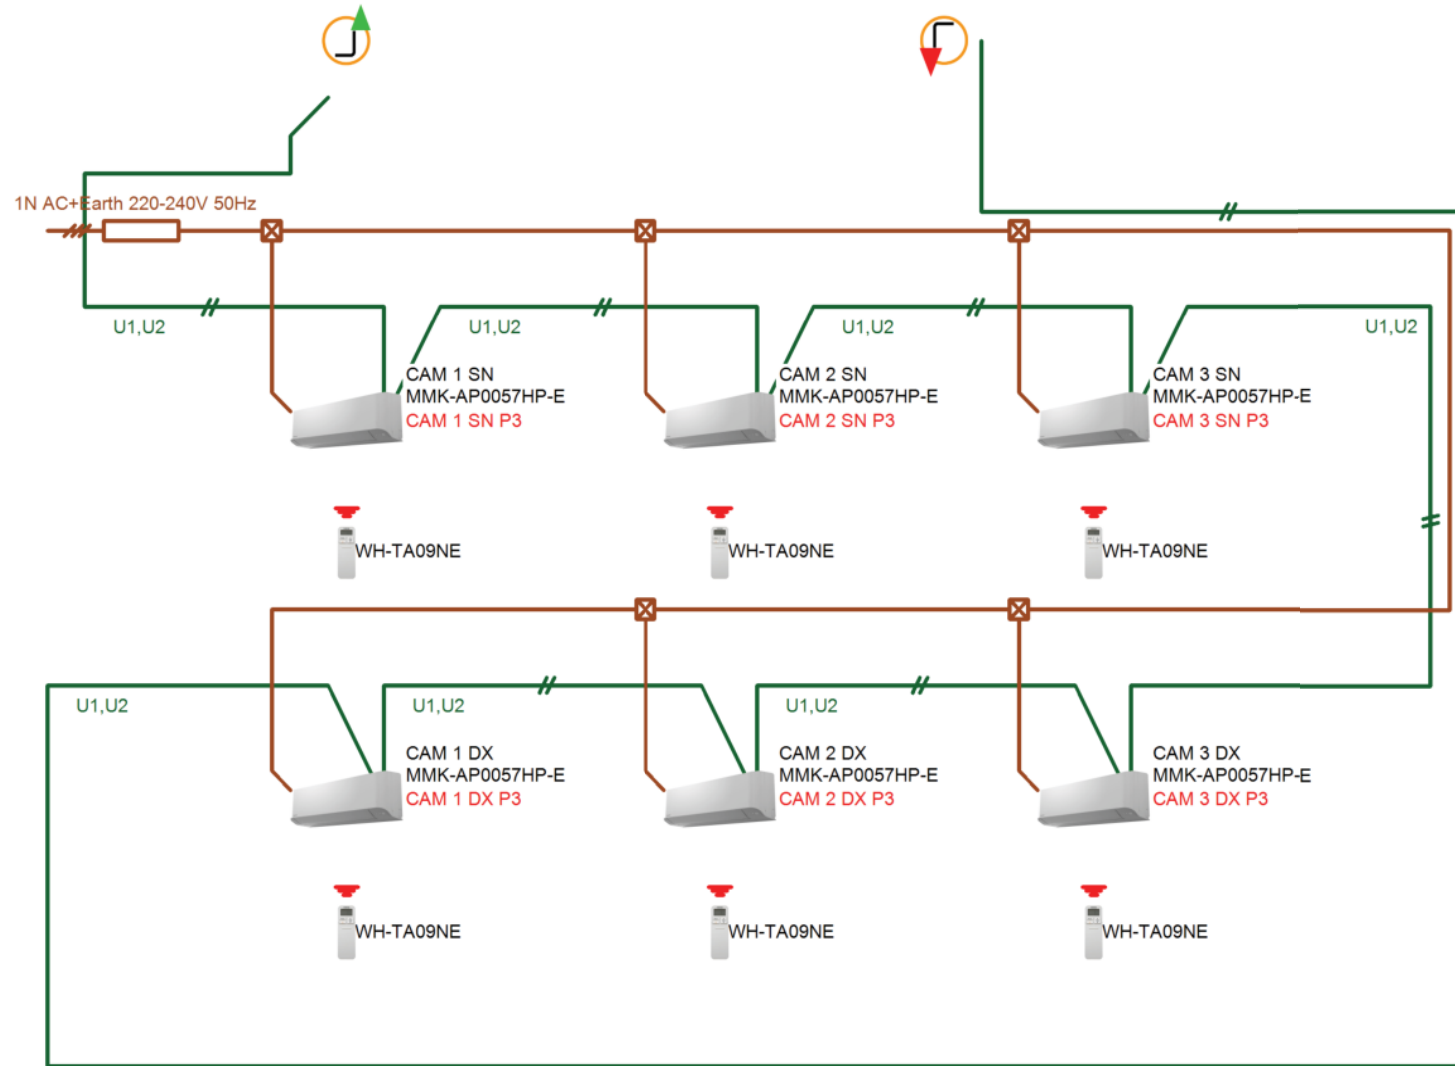 1N AC+Earth 220-240V 50Hz
U1,U2
U1,U2
U1,U2
U1,U2
CAM 1 SN
MMK-AP0057HP-E
CAM 1 SN P3
CAM 2 SN
MMK-AP0057HP-E
CAM 2 SN P3
CAM 3 SN
MMK-AP0057HP-E
CAM 3 SN P3
WH-TA09NE
WH-TA09NE
WH-TA09NE
U1,U2
U1,U2
U1,U2
CAM 1 DX
MMK-AP0057HP-E
CAM 1 DX P3
CAM 2 DX
MMK-AP0057HP-E
CAM 2 DX P3
CAM 3 DX
MMK-AP0057HP-E
CAM 3 DX P3
WH-TA09NE
WH-TA09NE
WH-TA09NE